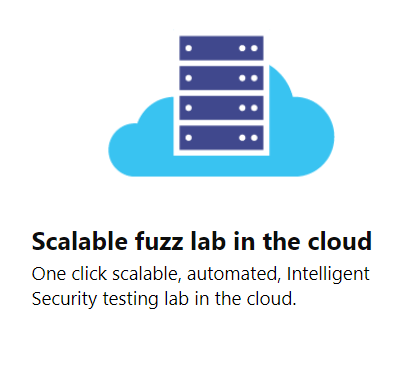 Scalable fuzz lab in the cloud
One click scalable, automated, Intelligent
Security testing lab in the cloud.